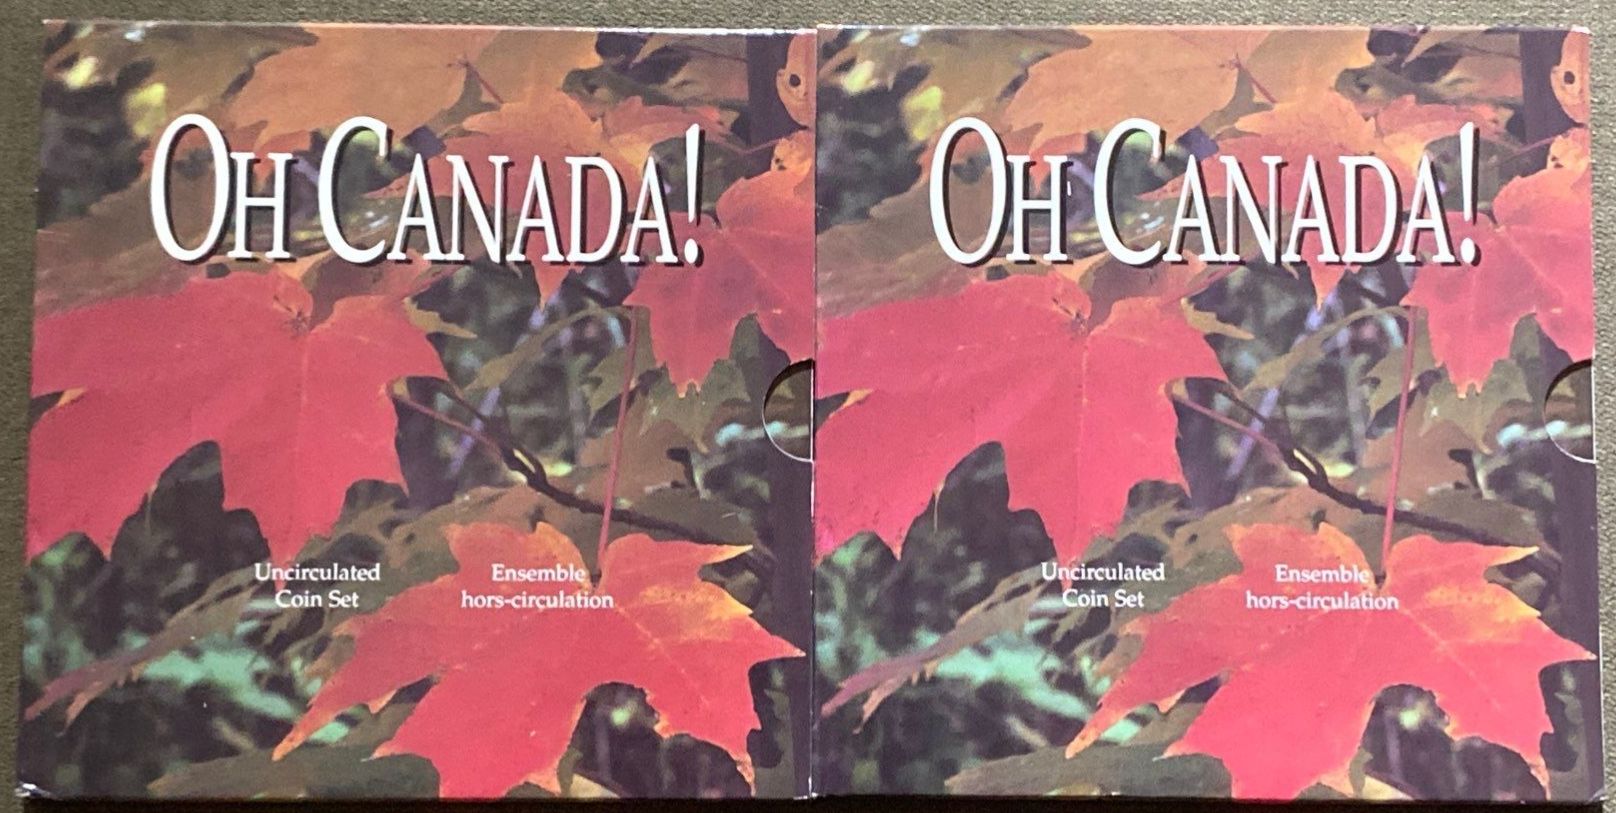 OH CANADA!
Uncirculated
Coin Set
Ensemble
hors-circulation
OH CANADA!
Uncirculated
Coin Set
Ensemble
hors-circulation